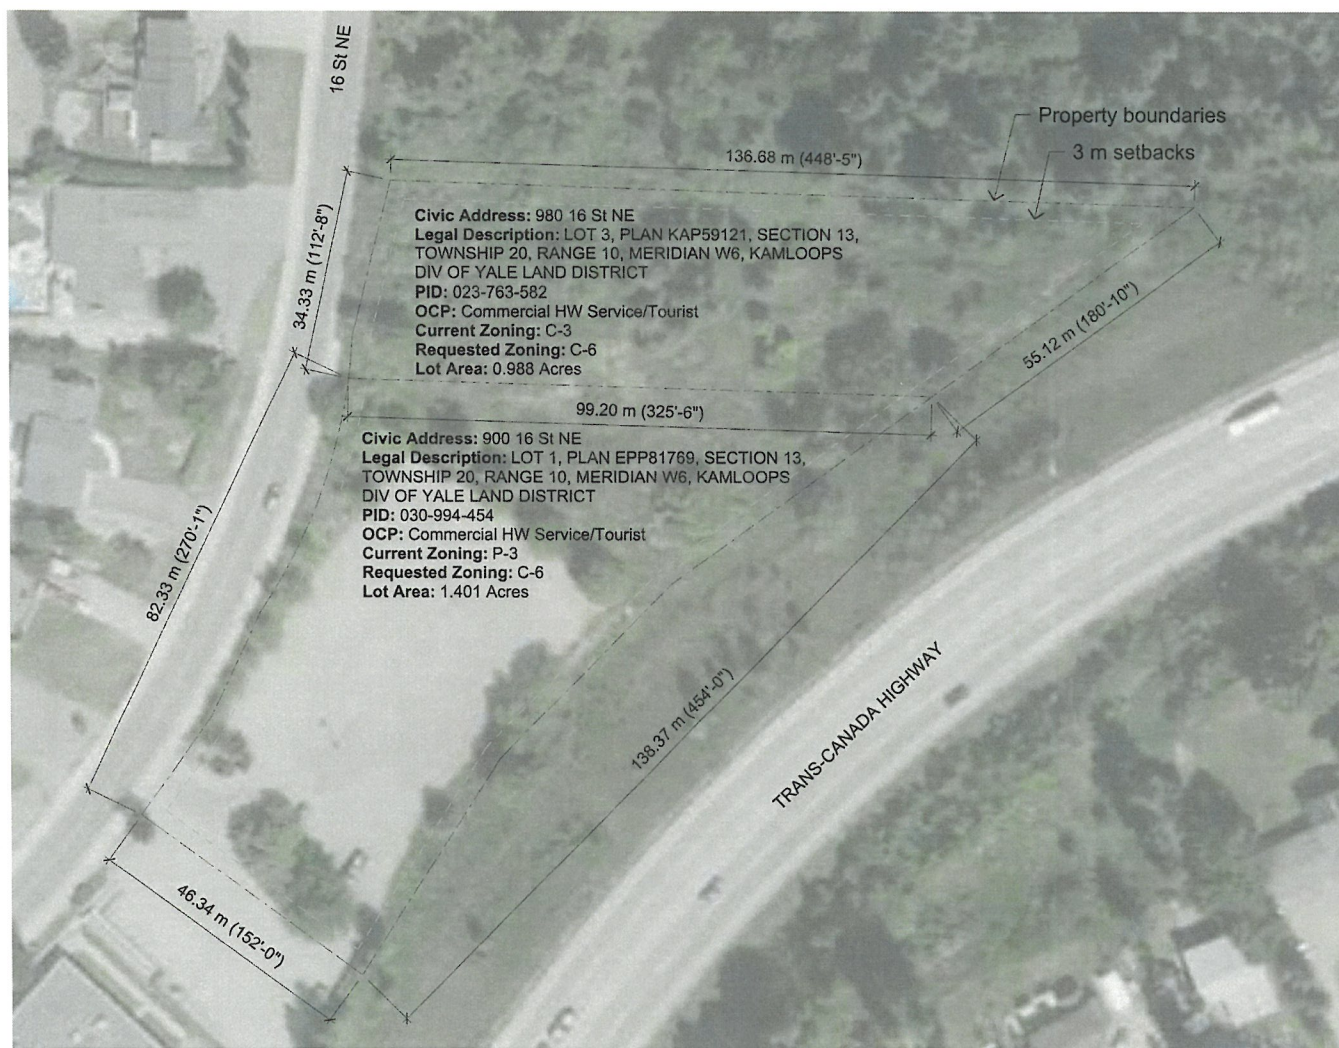 16 St NE
Property boundaries
136.68 m (448'-5")
3 m setbacks
34.33 m (112'-8")
Civic Address: 980 16 St NE
Legal Description: LOT 3, PLAN KAP59121, SECTION 13,
TOWNSHIP 20, RANGE 10, MERIDIAN W6, KAMLOOPS
DIV OF YALE LAND DISTRICT
PID: 023-763-582
OCP: Commercial HW Service/Tourist
Current Zoning: C-3
Requested Zoning: C-6
Lot Area: 0.988 Acres
55.12 m (180'-10")
99.20 m (325'-6")
Civic Address: 900 16 St NE
Legal Description: LOT 1, PLAN EPP81769, SECTION 13,
TOWNSHIP 20, RANGE 10, MERIDIAN W6, KAMLOOPS
DIV OF YALE LAND DISTRICT
PID: 030-994-454
OCP: Commercial HW Service/Tourist
Current Zoning: P-3
Requested Zoning: C-6
Lot Area: 1.401 Acres
82.33 m (270'-1")
138.37 m (454'-0")
TRANS-CANADA HIGHWAY
46.34 m (152'-0")